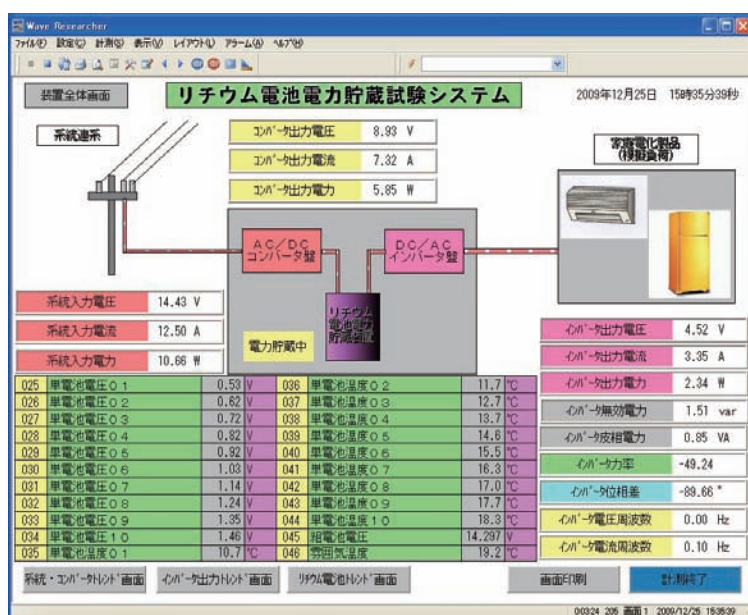 Wave Researcher
ファイル(F) 設定(C) 計測(S) 表示(V) レイアウト(L) アラーム(A) ヘルプ(H)
装置全体画面
リチウム電池電力貯蔵試験システム
2009年12月25日 15時35分39秒
系統連系
コンバータ出力電圧 8.93 V
コンバータ出力電流 7.32 A
コンバータ出力電力 5.85 W
家庭電化製品
(模擬負荷)
AC/DC
コンバータ盤
DC/AC
インバータ盤
リチウム
電池電力
貯蔵装置
電力貯蔵中
系統入力電圧 14.43 V
系統入力電流 12.50 A
系統入力電力 10.66 W
インバータ出力電圧 4.52 V
インバータ出力電流 3.35 A
インバータ出力電力 2.34 W
インバータ無効電力 1.51 var
インバータ皮相電力 0.85 VA
インバータ力率 -49.24
インバータ位相差 -89.66 °
インバータ電圧周波数 0.00 Hz
インバータ電流周波数 0.10 Hz
025 単電池電圧01 0.53 V 036 単電池温度02 11.7 ℃
026 単電池電圧02 0.62 V 037 単電池温度03 12.7 ℃
027 単電池電圧03 0.72 V 038 単電池温度04 13.7 ℃
028 単電池電圧04 0.82 V 039 単電池温度05 14.6 ℃
029 単電池電圧05 0.92 V 040 単電池温度06 15.5 ℃
030 単電池電圧06 1.03 V 041 単電池温度07 16.3 ℃
031 単電池電圧07 1.14 V 042 単電池温度08 17.0 ℃
032 単電池電圧08 1.24 V 043 単電池温度09 17.7 ℃
033 単電池電圧09 1.35 V 044 単電池温度10 18.3 ℃
034 単電池電圧10 1.46 V 045 組電池電圧 14.297 V
035 単電池温度01 10.7 ℃ 046 雰囲気温度 19.2 ℃
系統・コンバータトレンド画面 インバータ出力トレンド画面 リチウム電池トレンド画面 画面印刷 計測終了
00324 205 画面1 2009/12/25 153539